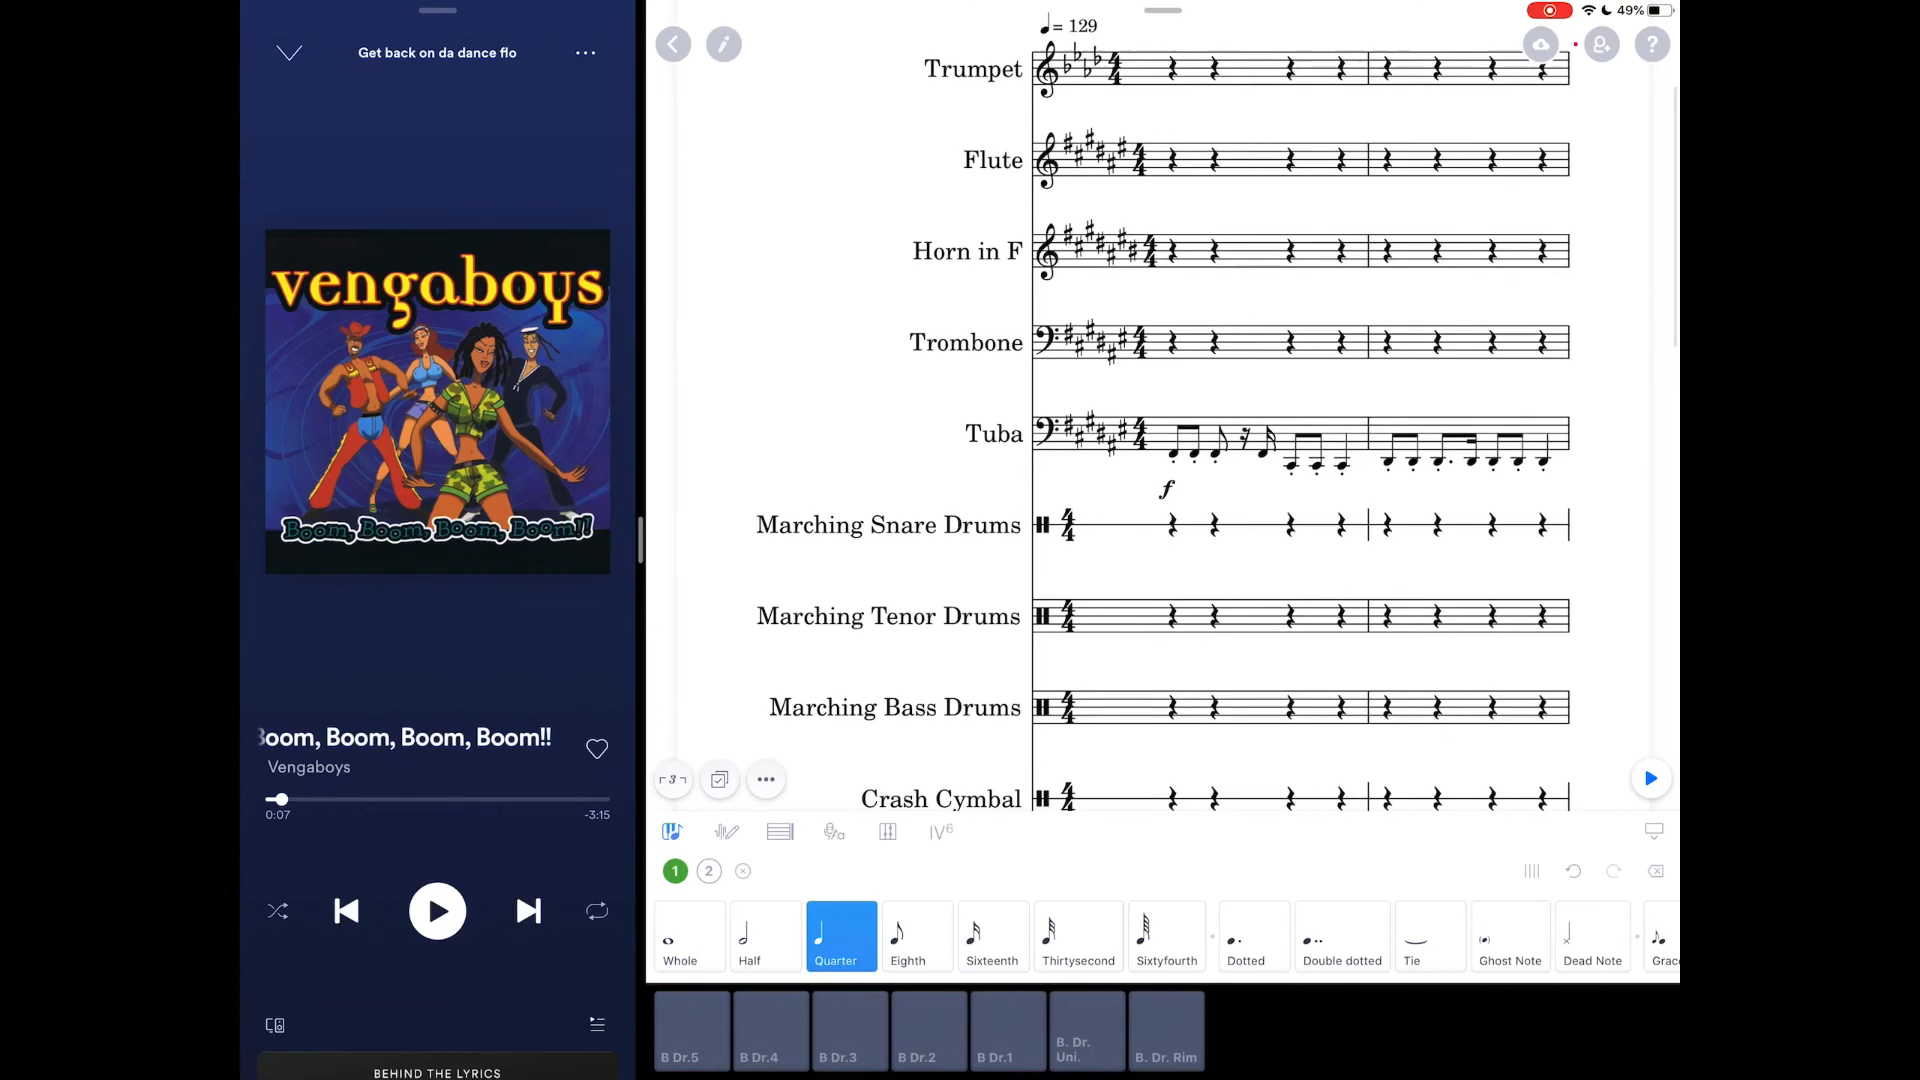 Get back on da dance flo
vengaboys
Boom, Boom, Boom, Boom!!
Boom, Boom, Boom, Boom!!
Vengaboys
0:07
-3:15
BEHIND THE LYRICS
49%
= 129
Trumpet
Flute
Horn in F
Trombone
Tuba
f
Marching Snare Drums
Marching Tenor Drums
Marching Bass Drums
Crash Cymbal
3
IV6
1
2
Whole
Half
Quarter
Eighth
Sixteenth
Thirtysecond
Sixtyfourth
Dotted
Double dotted
Tie
Ghost Note
Dead Note
Grac
B Dr.5
B Dr.4
B Dr.3
B Dr.2
B Dr.1
B. Dr.
Uni.
B. Dr. Rim